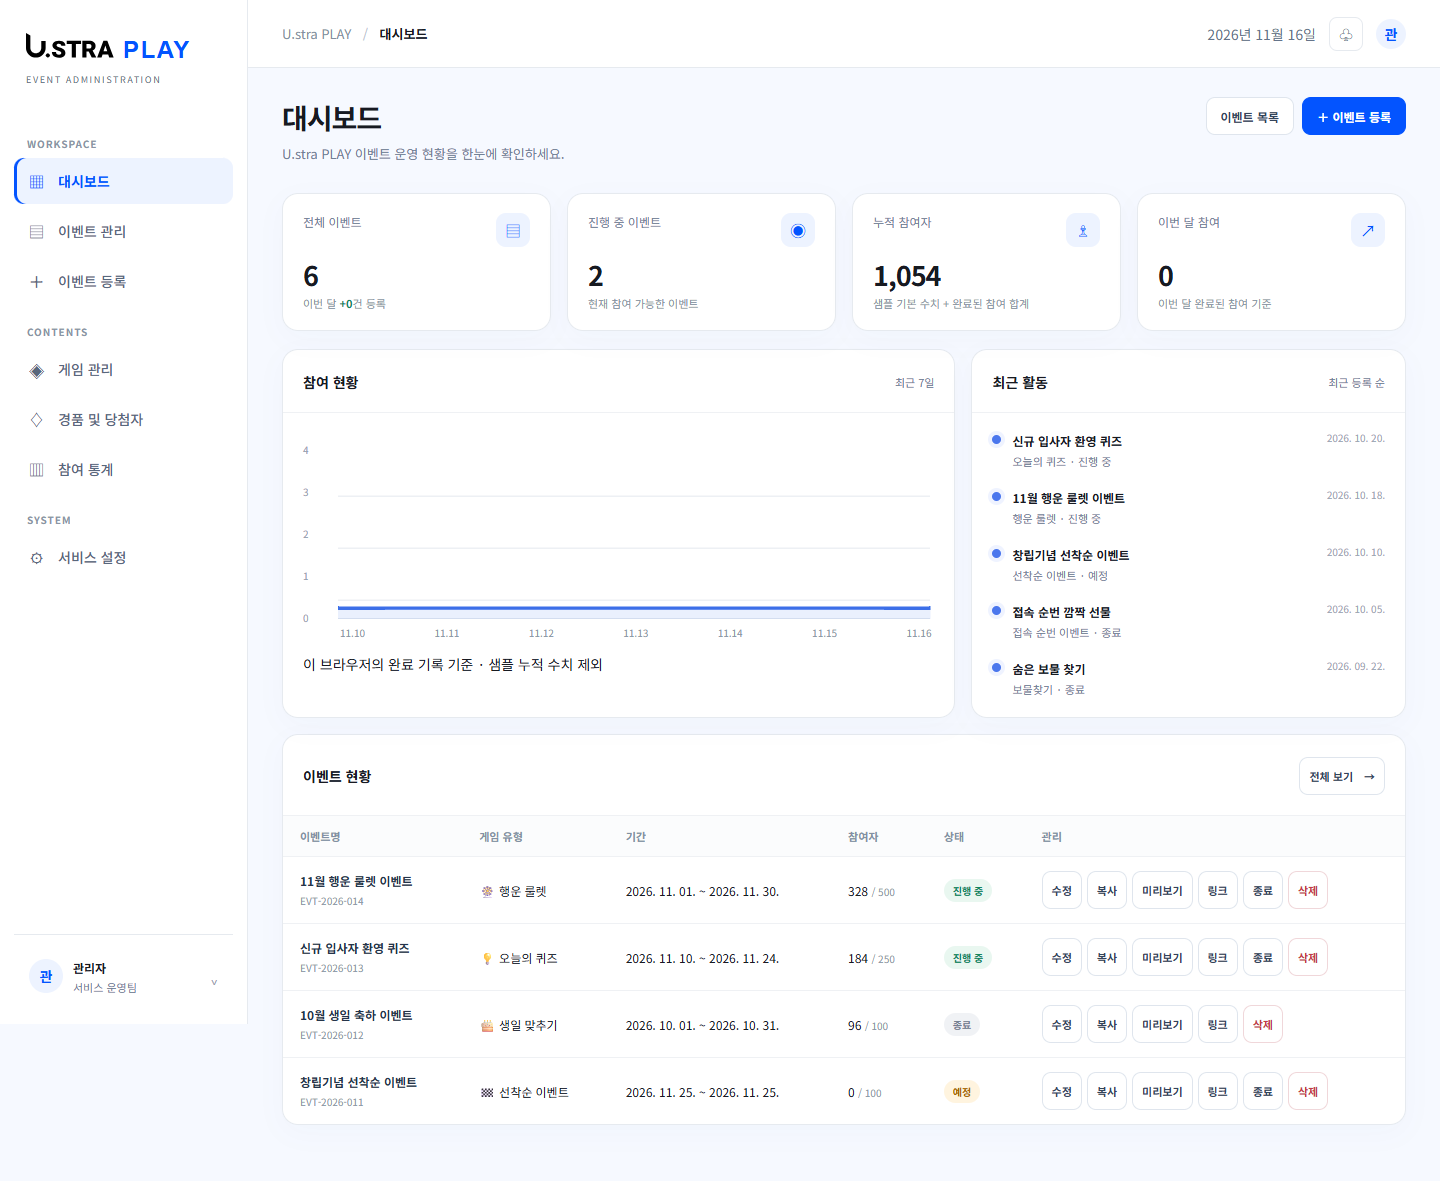 U.STRA PLAY
EVENT ADMINISTRATION
WORKSPACE
대시보드
이벤트 관리
이벤트 등록
CONTENTS
게임 관리
경품 및 당첨자
참여 통계
SYSTEM
서비스 설정
관
관리자
서비스 운영팀
U.stra PLAY / 대시보드
2026년 11월 16일
관
대시보드
U.stra PLAY 이벤트 운영 현황을 한눈에 확인하세요.
이벤트 목록
+ 이벤트 등록
전체 이벤트
6
이번 달 +0건 등록
진행 중 이벤트
2
현재 참여 가능한 이벤트
누적 참여자
1,054
샘플 기본 수치 + 완료된 참여 합계
이번 달 참여
0
이번 달 완료된 참여 기준
참여 현황
최근 7일
4
3
2
1
0
11.10 11.11 11.12 11.13 11.14 11.15 11.16
이 브라우저의 완료 기록 기준 · 샘플 누적 수치 제외
최근 활동
최근 등록 순
신규 입사자 환영 퀴즈 2026. 10. 20.
오늘의 퀴즈 · 진행 중
11월 행운 룰렛 이벤트 2026. 10. 18.
행운 룰렛 · 진행 중
창립기념 선착순 이벤트 2026. 10. 10.
선착순 이벤트 · 예정
접속 순번 깜짝 선물 2026. 10. 05.
접속 순번 이벤트 · 종료
숨은 보물 찾기 2026. 09. 22.
보물찾기 · 종료
이벤트 현황
전체 보기 →
이벤트명 게임 유형 기간 참여자 상태 관리
11월 행운 룰렛 이벤트
EVT-2026-014
행운 룰렛 2026. 11. 01. ~ 2026. 11. 30. 328 / 500 진행 중 수정 복사 미리보기 링크 종료 삭제
신규 입사자 환영 퀴즈
EVT-2026-013
오늘의 퀴즈 2026. 11. 10. ~ 2026. 11. 24. 184 / 250 진행 중 수정 복사 미리보기 링크 종료 삭제
10월 생일 축하 이벤트
EVT-2026-012
생일 맞추기 2026. 10. 01. ~ 2026. 10. 31. 96 / 100 종료 수정 복사 미리보기 링크 삭제
창립기념 선착순 이벤트
EVT-2026-011
선착순 이벤트 2026. 11. 25. ~ 2026. 11. 25. 0 / 100 예정 수정 복사 미리보기 링크 종료 삭제